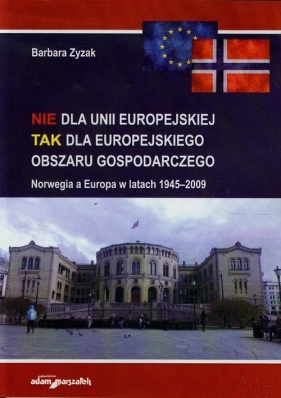 Barbara Zyzak
NIE DLA UNII EUROPEJSKIEJ
TAK DLA EUROPEJSKIEGO
OBSZARU GOSPODARCZEGO
Norwegia a Europa w latach 1945–2009
adam marszałek